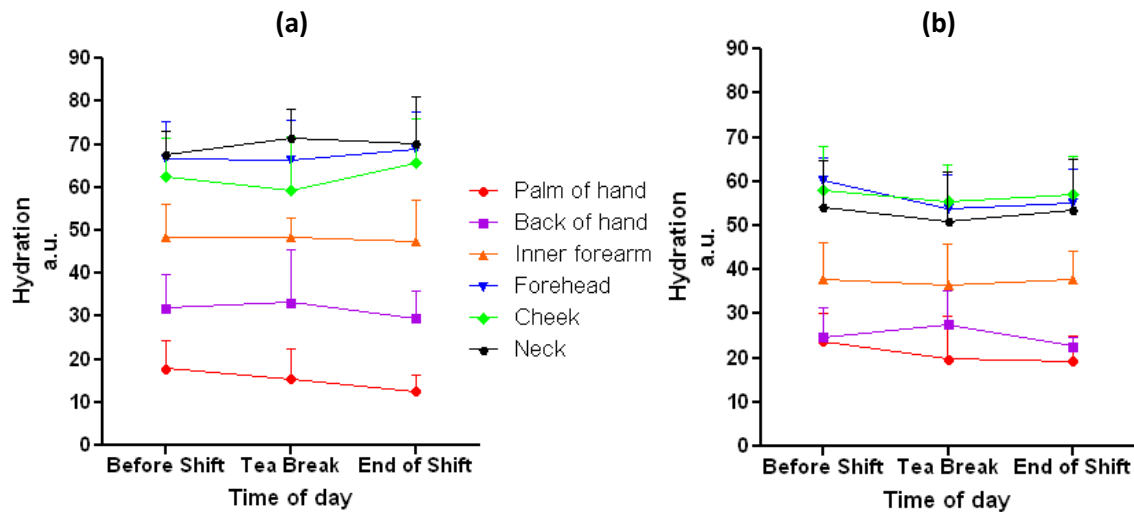 (a)
90
80
70
60
50
40
30
20
10
0
Hydration
a.u.
Before Shift Tea Break End of Shift
Time of day
Palm of hand
Back of hand
Inner forearm
Forehead
Cheek
Neck
(b)
90
80
70
60
50
40
30
20
10
0
Hydration
a.u.
Before Shift Tea Break End of Shift
Time of day